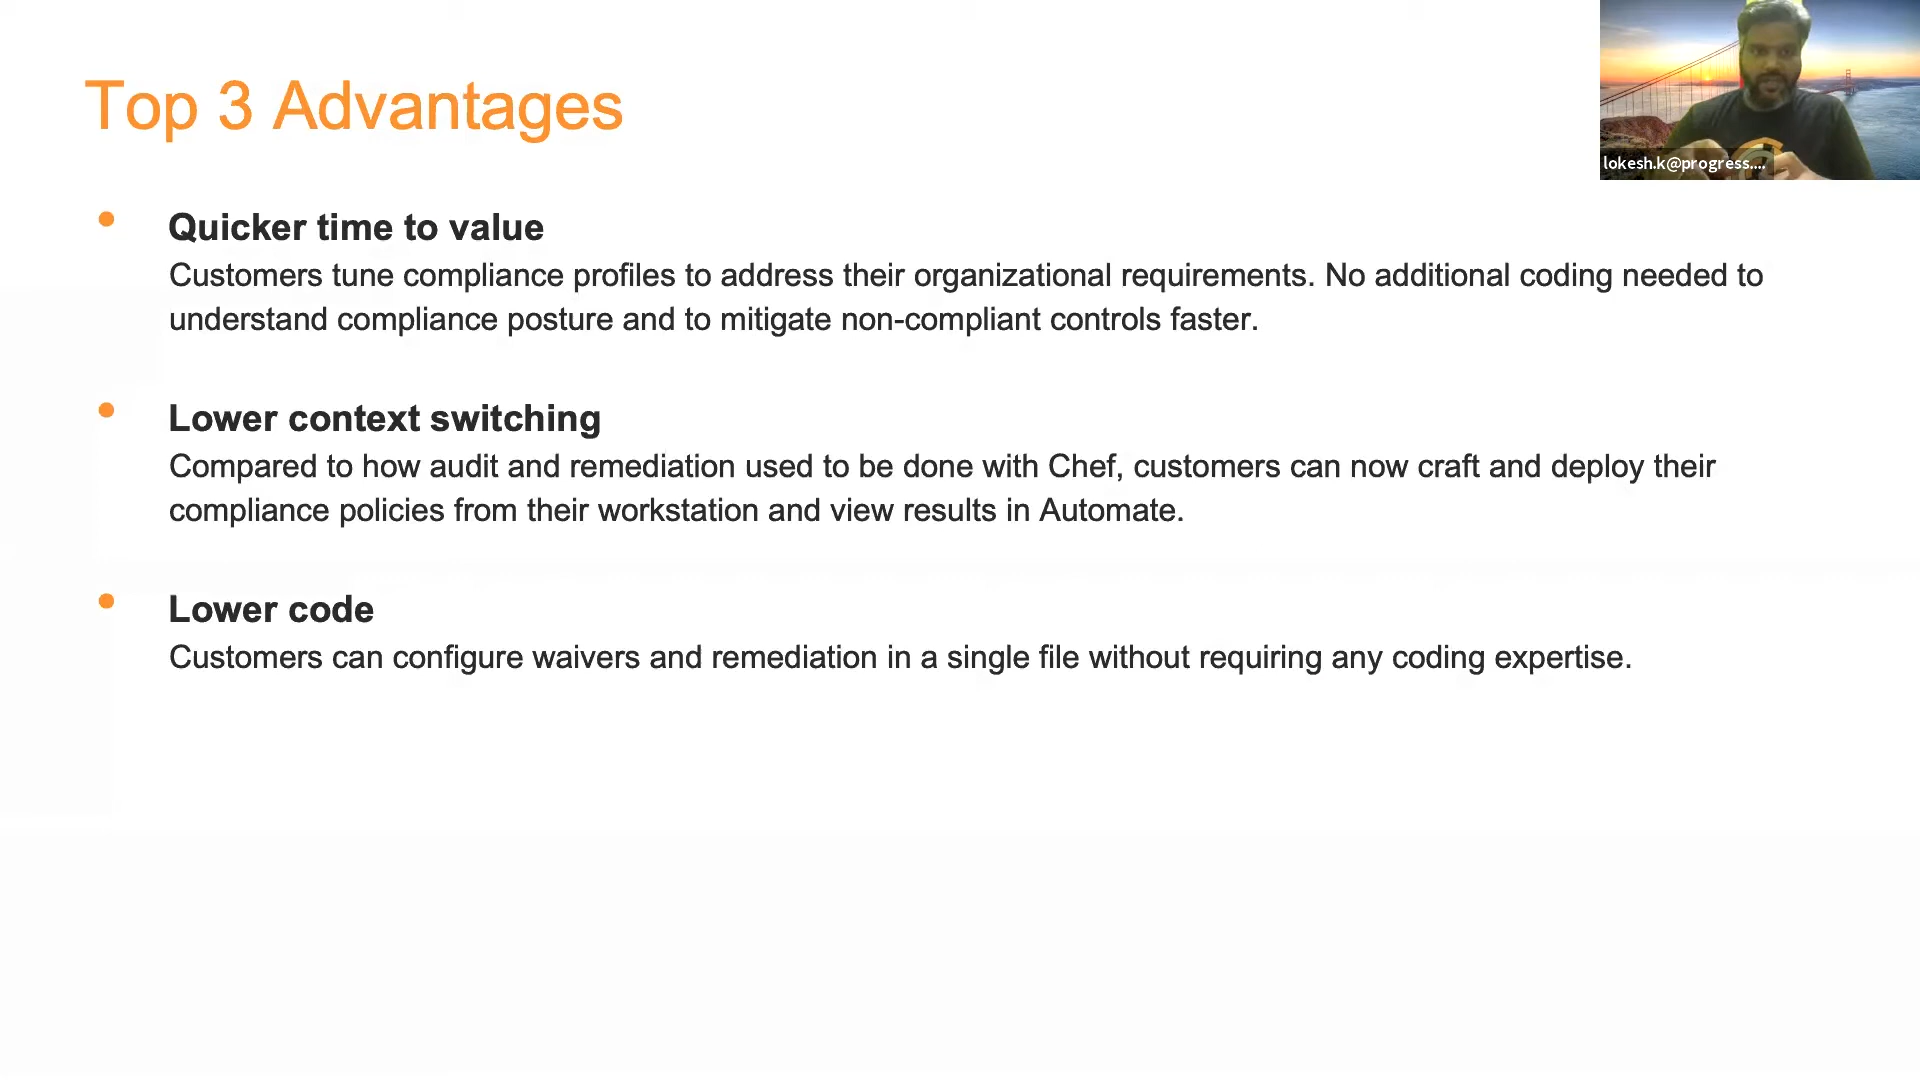 Top 3 Advantages
lokesh.k@progress....
• Quicker time to value
Customers tune compliance profiles to address their organizational requirements. No additional coding needed to
understand compliance posture and to mitigate non-compliant controls faster.
• Lower context switching
Compared to how audit and remediation used to be done with Chef, customers can now craft and deploy their
compliance policies from their workstation and view results in Automate.
• Lower code
Customers can configure waivers and remediation in a single file without requiring any coding expertise.